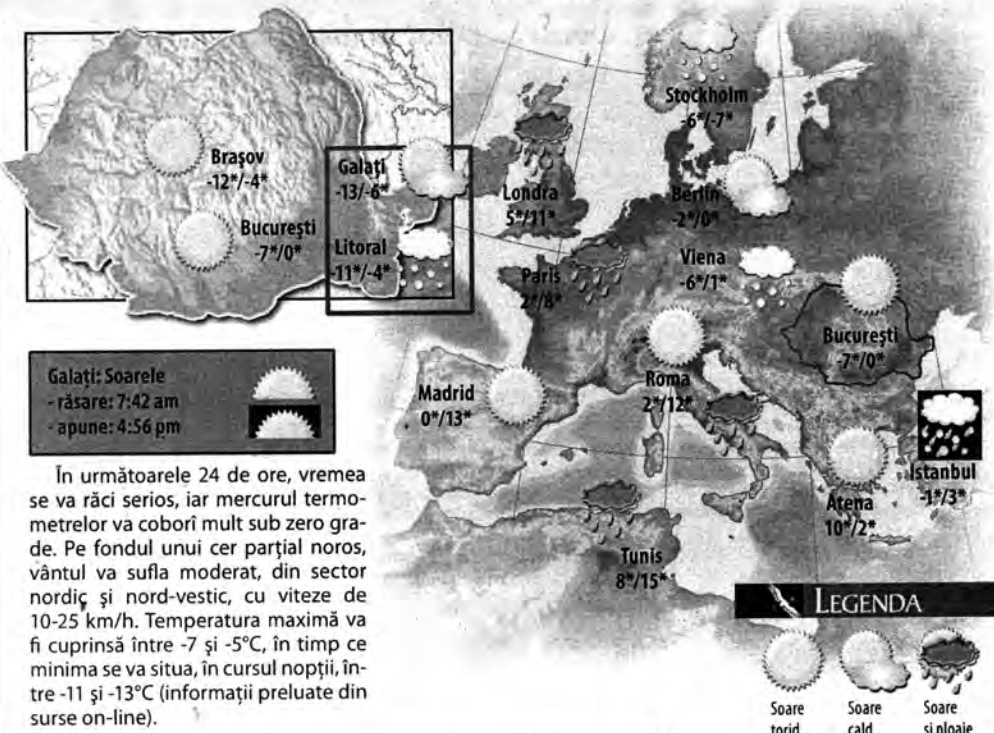 Brașov
-12*/-4*
București
-7*/0*
Galați
-13/-6*
Litoral
-11*/-4*
Stockholm
-6*/-7*
Londra
5*/11*
Berlin
-2*/0*
Paris
2*/8*
Viena
-6*/1*
București
-7*/0*
Madrid
0*/13*
Roma
2*/12*
Istanbul
-1*/3*
Atena
10*/2*
Tunis
8*/15*
Galați: Soarele
- răsare: 7:42 am
- apune: 4:56 pm
În următoarele 24 de ore, vremea
se va răci serios, iar mercurul termo-
metrelor va coborî mult sub zero gra-
de. Pe fondul unui cer parțial noros,
vântul va sufla moderat, din sector
nordic și nord-vestic, cu viteze de
10-25 km/h. Temperatura maximă va
fi cuprinsă între -7 și -5°C, în timp ce
minima se va situa, în cursul nopții, în-
tre -11 și -13°C (informații preluate din
surse on-line).
LEGENDA
Soare
torid
Soare
cald
Soare
și ploaie